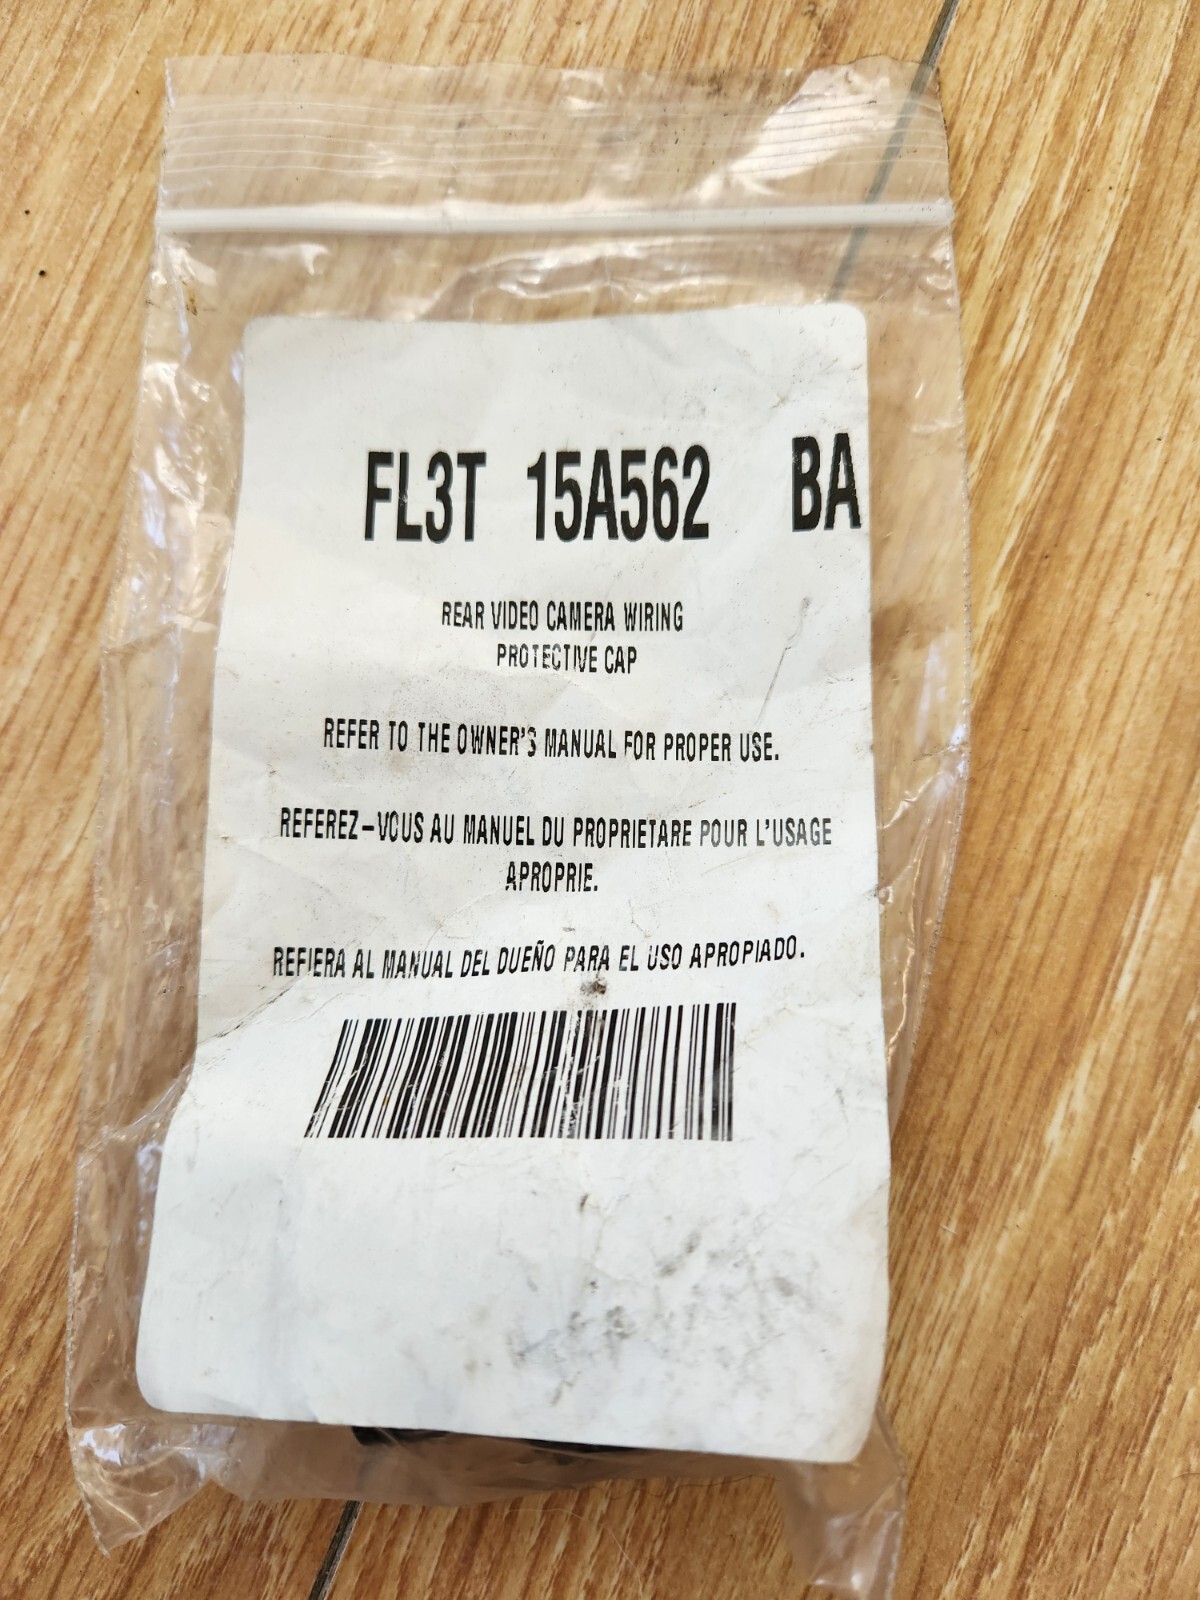 FL3T 15A562 BA
REAR VIDEO CAMERA WIRING
PROTECTIVE CAP
REFER TO THE OWNER'S MANUAL FOR PROPER USE.
REFEREZ-VOUS AU MANUEL DU PROPRIETARE POUR L'USAGE
APROPRIE.
REFIERA AL MANUAL DEL DUEÑO PARA EL USO APROPIADO.